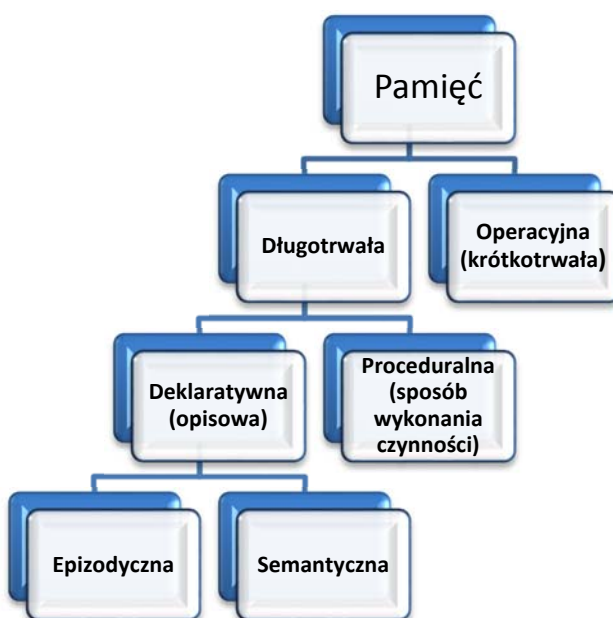 Pamięć
Długotrwała
Operacyjna
(krótkotrwała)
Deklaratywna
(opisowa)
Proceduralna
(sposób
wykonania
czynności)
Epizodyczna
Semantyczna